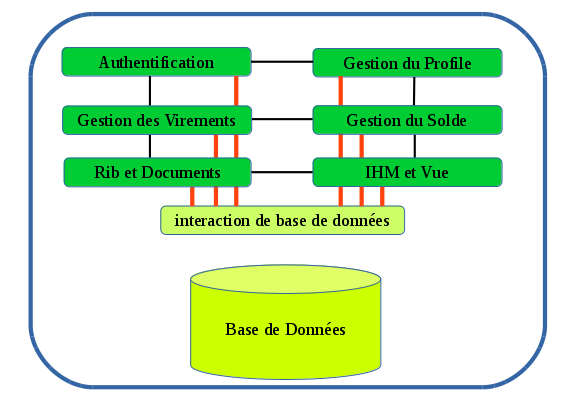 Authentification
Gestion du Profile
Gestion des Virements
Gestion du Solde
Rib et Documents
IHM et Vue
interaction de base de données
Base de Données